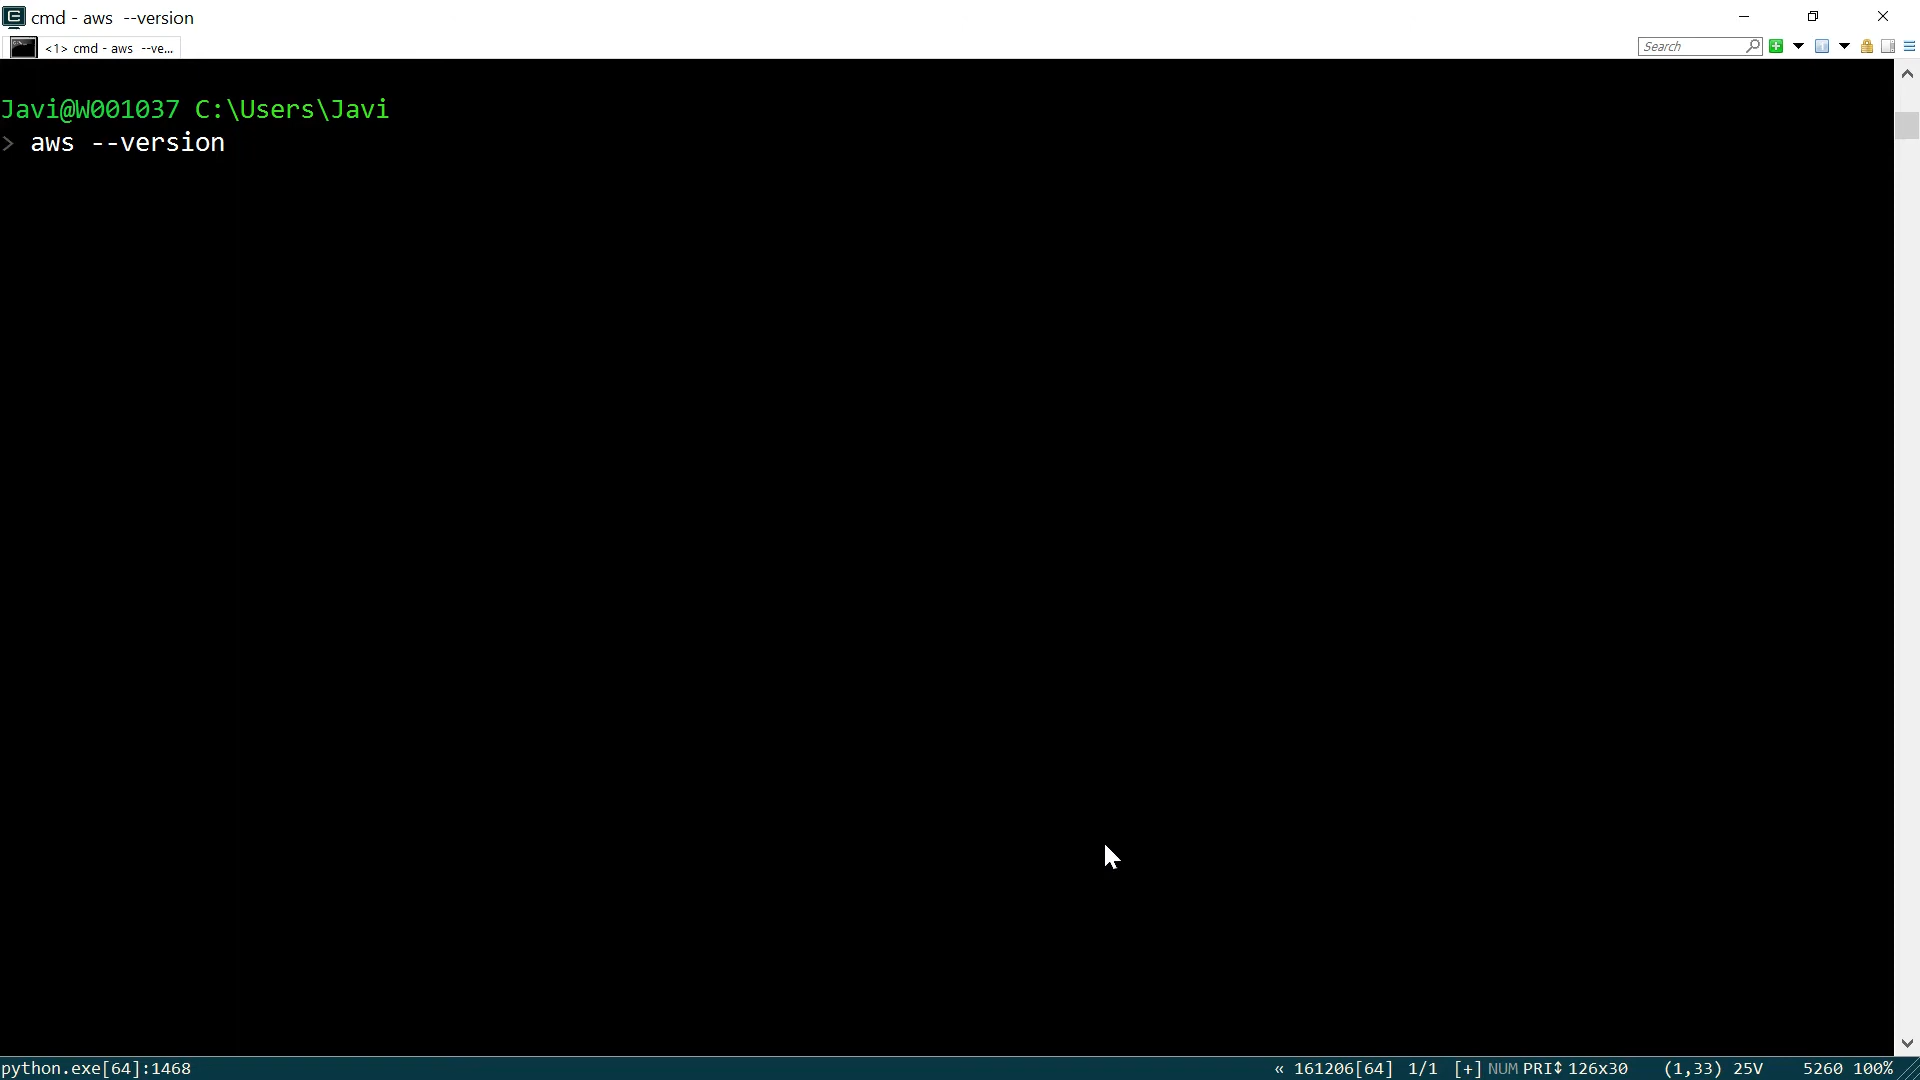 cmd - aws --version
<1> cmd - aws --ve...
Search
Javi@W001037 C:\Users\Javi
> aws --version
python.exe[64]:1468
« 161206[64] 1/1 [+] NUM PRI↕ 126x30 (1,33) 25V 5260 100%